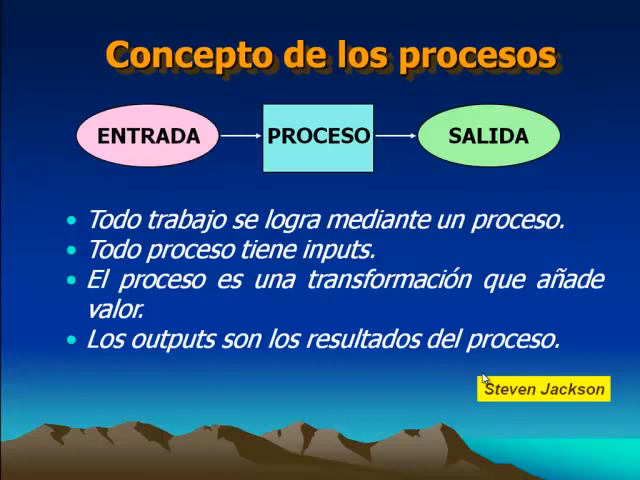 Concepto de los procesos
ENTRADA PROCESO SALIDA
• Todo trabajo se logra mediante un proceso.
• Todo proceso tiene inputs.
• El proceso es una transformación que añade
valor.
• Los outputs son los resultados del proceso.
Steven Jackson